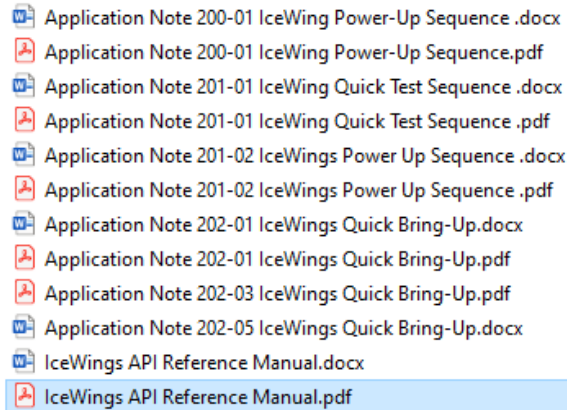 Application Note 200-01 IceWing Power-Up Sequence .docx
Application Note 200-01 IceWing Power-Up Sequence.pdf
Application Note 201-01 IceWing Quick Test Sequence .docx
Application Note 201-01 IceWing Quick Test Sequence .pdf
Application Note 201-02 IceWings Power Up Sequence .docx
Application Note 201-02 IceWings Power Up Sequence .pdf
Application Note 202-01 IceWings Quick Bring-Up.docx
Application Note 202-01 IceWings Quick Bring-Up.pdf
Application Note 202-03 IceWings Quick Bring-Up.pdf
Application Note 202-05 IceWings Quick Bring-Up.docx
IceWings API Reference Manual.docx
IceWings API Reference Manual.pdf